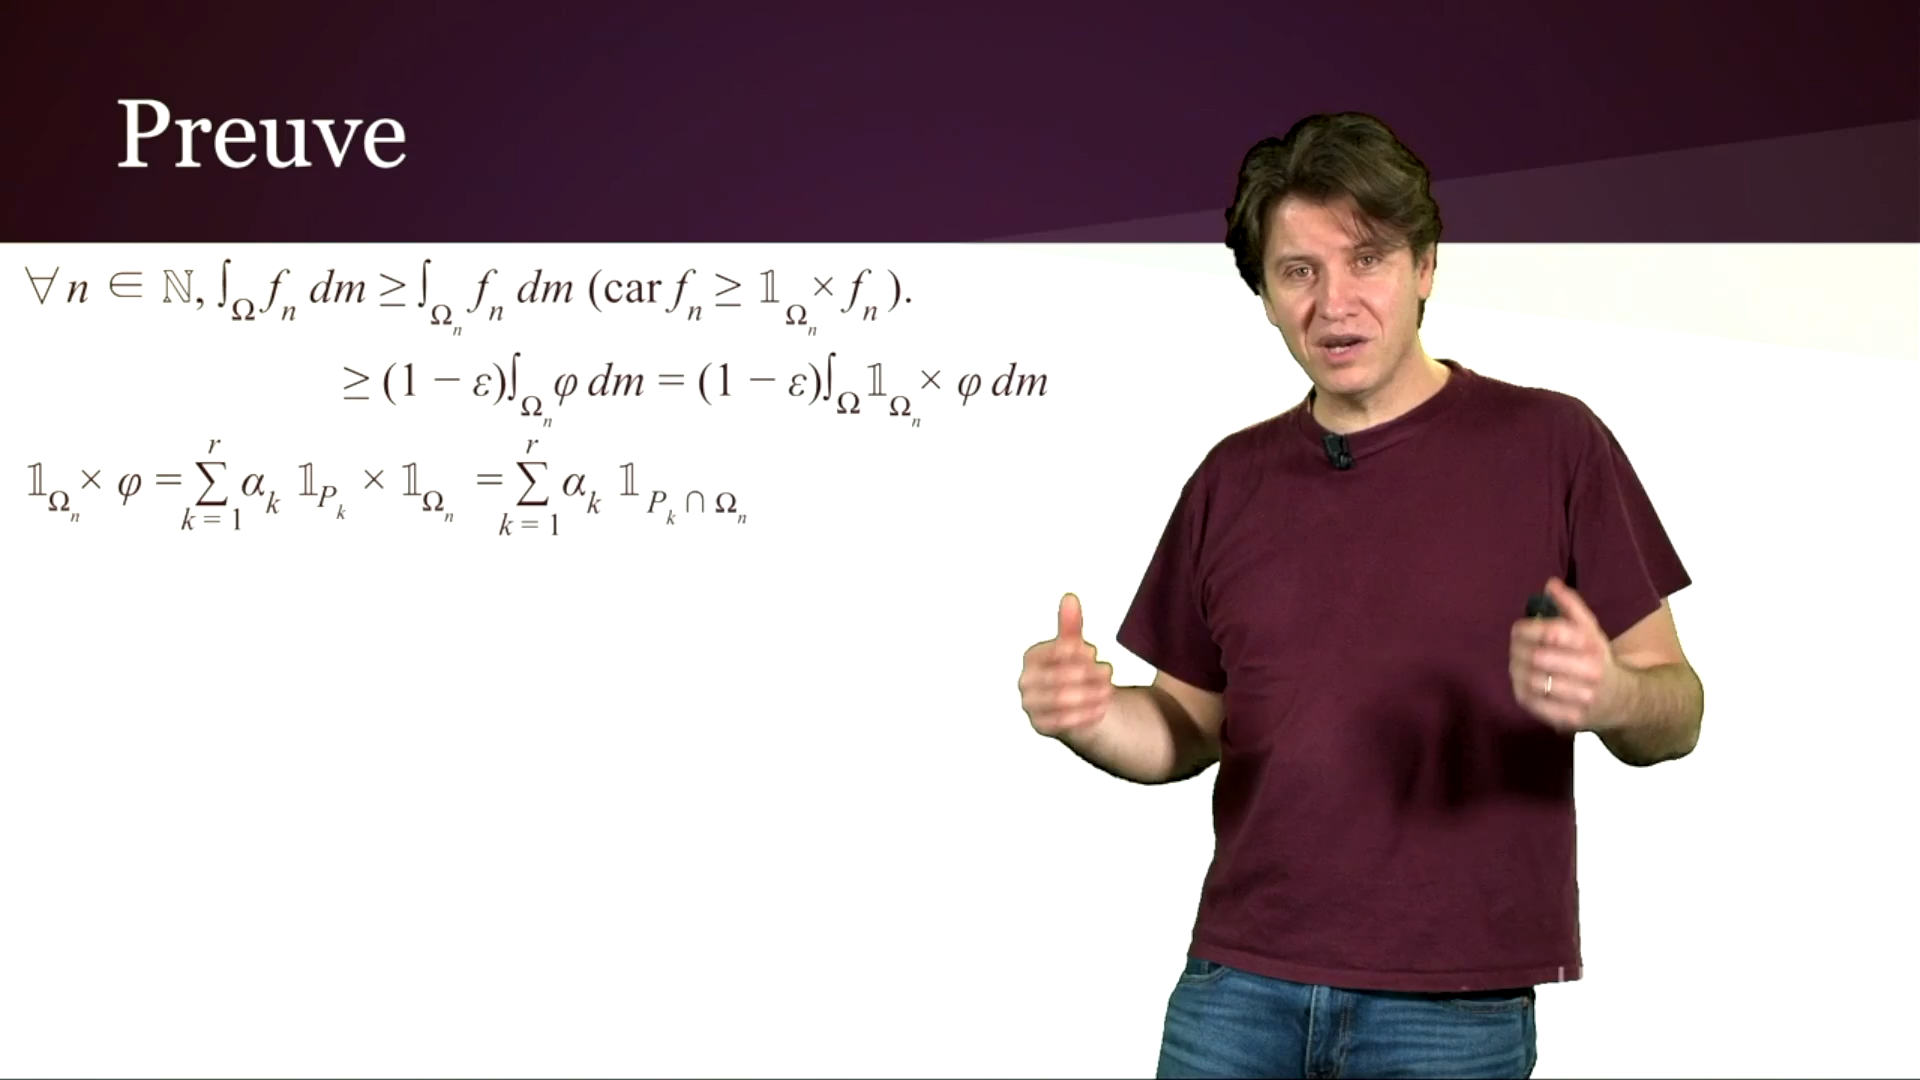 Preuve
∀ n ∈ ℕ, ∫_Ω f_n dm ≥ ∫_{Ω_n} f_n dm (car f_n ≥ 𝟙_{Ω_n} × f_n ).
≥ (1 − ε)∫_{Ω_n} φ dm = (1 − ε)∫_Ω 𝟙_{Ω_n} × φ dm
𝟙_{Ω_n} × φ = ∑_{k = 1}^{r} α_k 𝟙_{P_k} × 𝟙_{Ω_n} = ∑_{k = 1}^{r} α_k 𝟙_{P_k ∩ Ω_n}